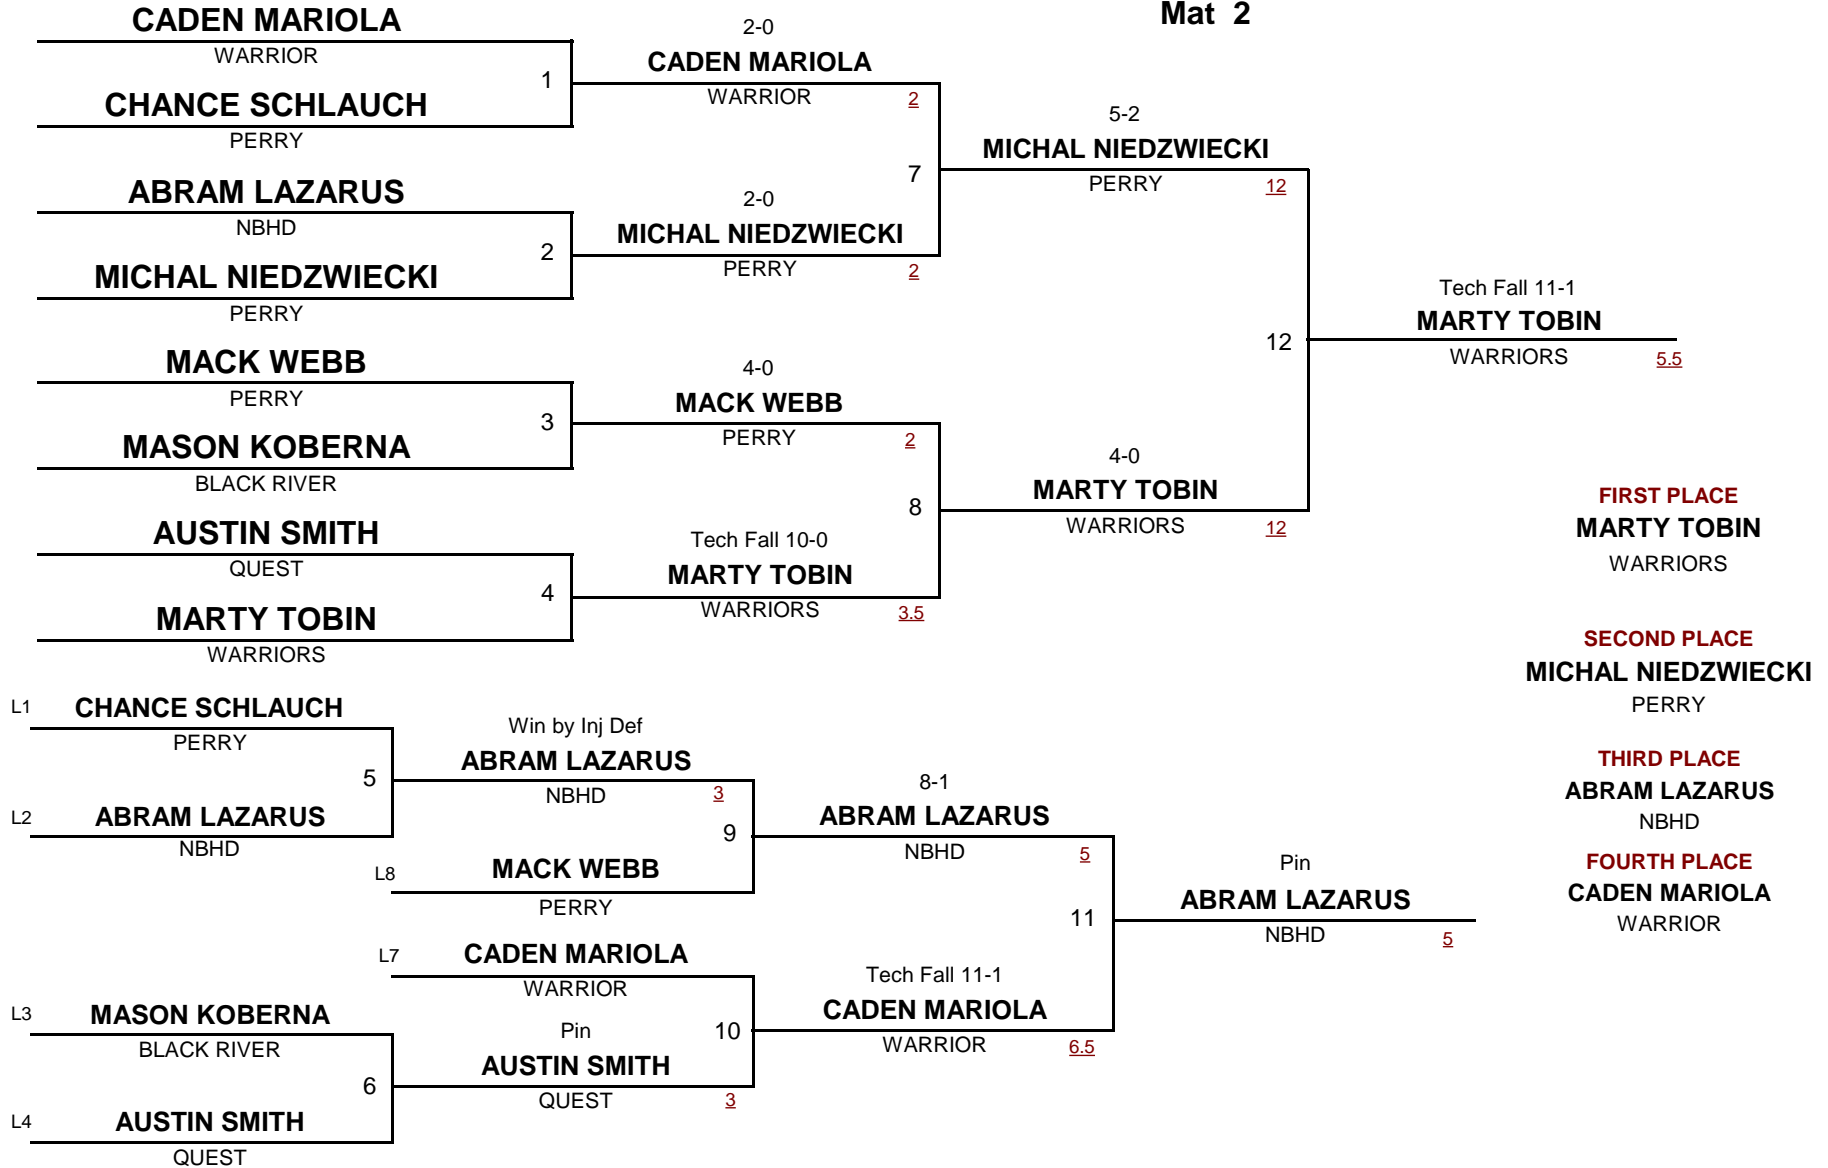 Mat 2
CADEN MARIOLA
WARRIOR
1
CHANCE SCHLAUCH
PERRY
ABRAM LAZARUS
NBHD
2
MICHAL NIEDZWIECKI
PERRY
MACK WEBB
PERRY
3
MASON KOBERNA
BLACK RIVER
AUSTIN SMITH
QUEST
4
MARTY TOBIN
WARRIORS
2-0
CADEN MARIOLA
WARRIOR
2
7
2-0
MICHAL NIEDZWIECKI
PERRY
2
4-0
MACK WEBB
PERRY
2
8
Tech Fall 10-0
MARTY TOBIN
WARRIORS
3.5
5-2
MICHAL NIEDZWIECKI
PERRY
12
12
4-0
MARTY TOBIN
WARRIORS
12
Tech Fall 11-1
MARTY TOBIN
WARRIORS
5.5
FIRST PLACE
MARTY TOBIN
WARRIORS
SECOND PLACE
MICHAL NIEDZWIECKI
PERRY
THIRD PLACE
ABRAM LAZARUS
NBHD
FOURTH PLACE
CADEN MARIOLA
WARRIOR
L1
CHANCE SCHLAUCH
PERRY
5
L2
ABRAM LAZARUS
NBHD
L3
MASON KOBERNA
BLACK RIVER
6
L4
AUSTIN SMITH
QUEST
Win by Inj Def
ABRAM LAZARUS
NBHD
3
9
L8
MACK WEBB
PERRY
L7
CADEN MARIOLA
WARRIOR
10
Pin
AUSTIN SMITH
QUEST
3
8-1
ABRAM LAZARUS
NBHD
5
11
Tech Fall 11-1
CADEN MARIOLA
WARRIOR
6.5
Pin
ABRAM LAZARUS
NBHD
5